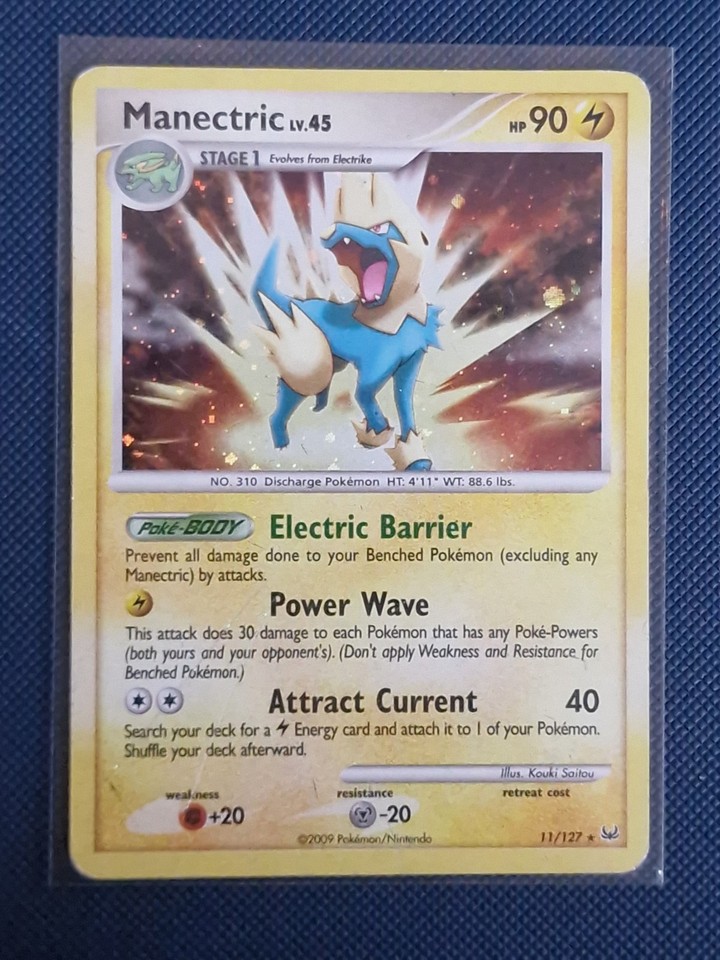 Manectric LV.45 HP 90
STAGE 1 Evolves from Electrike
NO. 310 Discharge Pokémon HT: 4'11" WT: 88.6 lbs.
Poké-BODY Electric Barrier
Prevent all damage done to your Benched Pokémon (excluding any
Manectric) by attacks.
Power Wave
This attack does 30 damage to each Pokémon that has any Poké-Powers
(both yours and your opponent's). (Don't apply Weakness and Resistance for
Benched Pokémon.)
Attract Current 40
Search your deck for a Energy card and attach it to 1 of your Pokémon.
Shuffle your deck afterward.
Illus. Kouki Saitou
weakness resistance retreat cost
+20 -20
©2009 Pokémon/Nintendo 11/127 ★